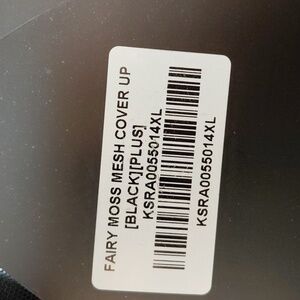 FAIRY MOSS MESH COVER UP
[BLACK][PLUS]
KSRA0055014XL
KSRA0055014XL